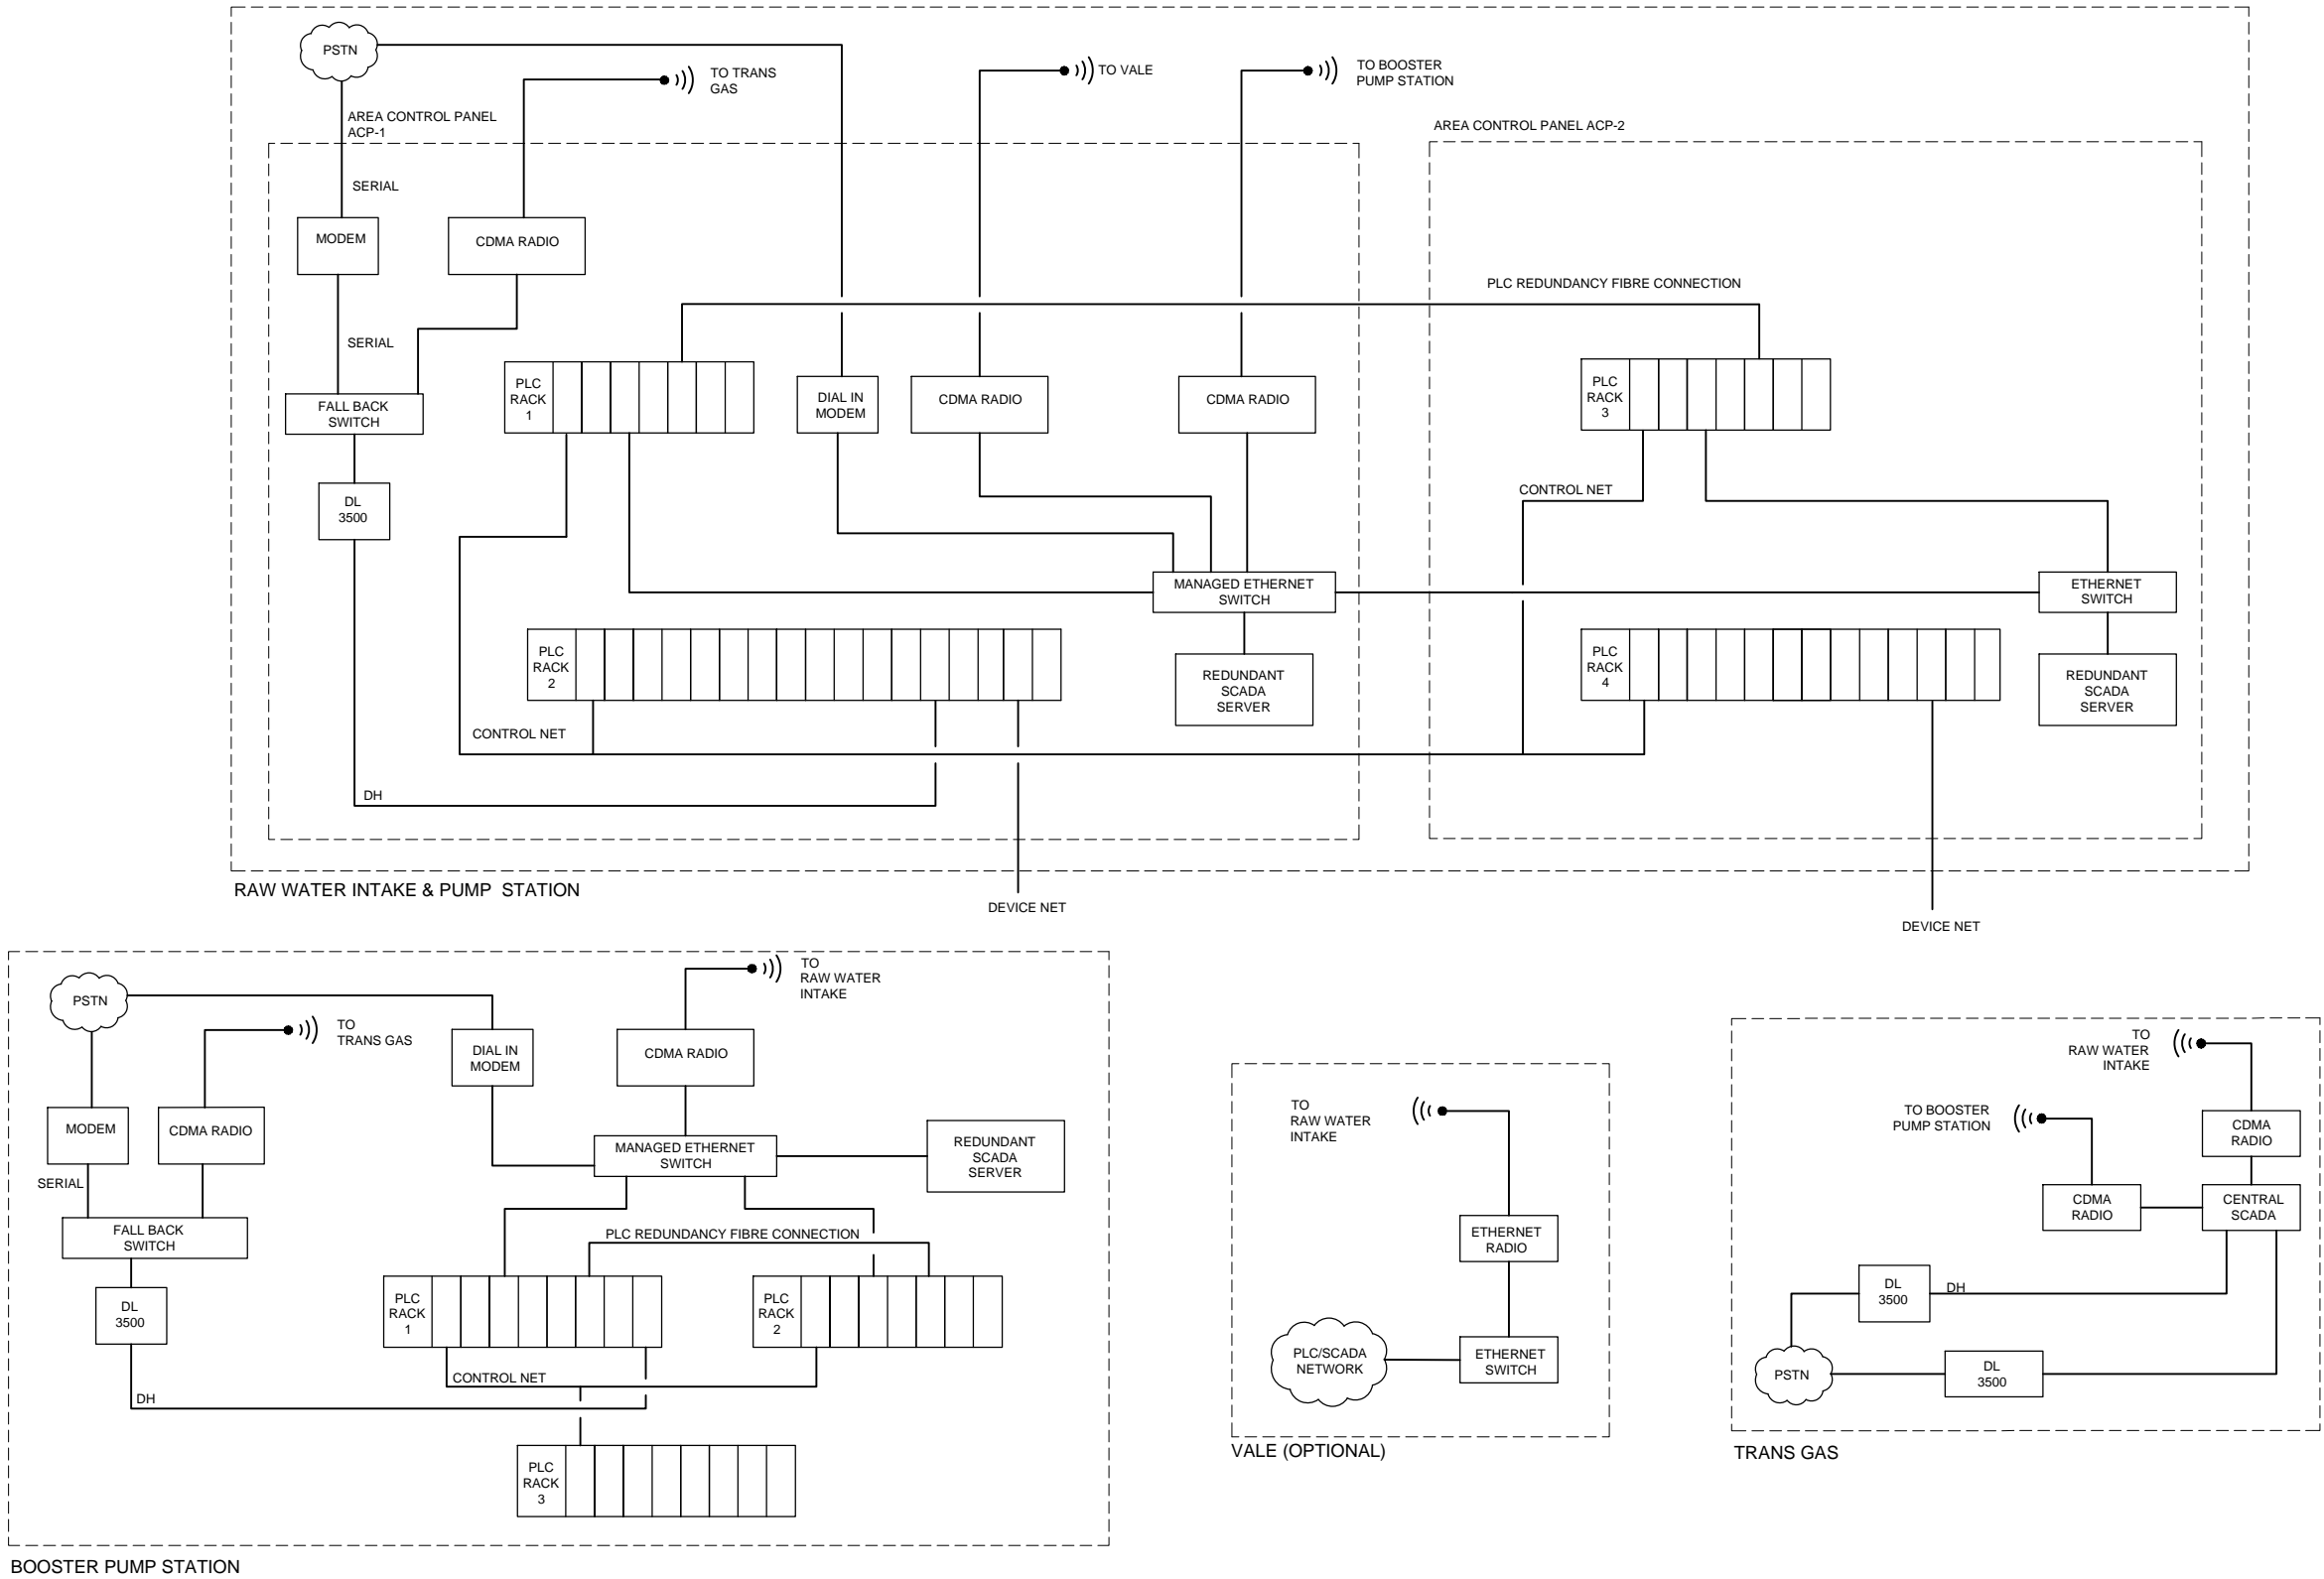 PSTN
TO TRANS
GAS
TO VALE
TO BOOSTER
PUMP STATION
AREA CONTROL PANEL
ACP-1
AREA CONTROL PANEL ACP-2
SERIAL
MODEM
CDMA RADIO
PLC REDUNDANCY FIBRE CONNECTION
SERIAL
FALL BACK
SWITCH
PLC
RACK
1
DIAL IN
MODEM
CDMA RADIO
CDMA RADIO
PLC
RACK
3
DL
3500
CONTROL NET
MANAGED ETHERNET
SWITCH
ETHERNET
SWITCH
PLC
RACK
2
REDUNDANT
SCADA
SERVER
PLC
RACK
4
REDUNDANT
SCADA
SERVER
CONTROL NET
DH
RAW WATER INTAKE & PUMP STATION
DEVICE NET
DEVICE NET
PSTN
TO
RAW WATER
INTAKE
TO
TRANS GAS
DIAL IN
MODEM
CDMA RADIO
MODEM
CDMA RADIO
MANAGED ETHERNET
SWITCH
REDUNDANT
SCADA
SERVER
SERIAL
FALL BACK
SWITCH
PLC REDUNDANCY FIBRE CONNECTION
DL
3500
PLC
RACK
1
PLC
RACK
2
CONTROL NET
DH
PLC
RACK
3
BOOSTER PUMP STATION
TO
RAW WATER
INTAKE
ETHERNET
RADIO
PLC/SCADA
NETWORK
ETHERNET
SWITCH
VALE (OPTIONAL)
TO
RAW WATER
INTAKE
TO BOOSTER
PUMP STATION
CDMA
RADIO
CDMA
RADIO
CENTRAL
SCADA
DL
3500
DH
PSTN
DL
3500
TRANS GAS